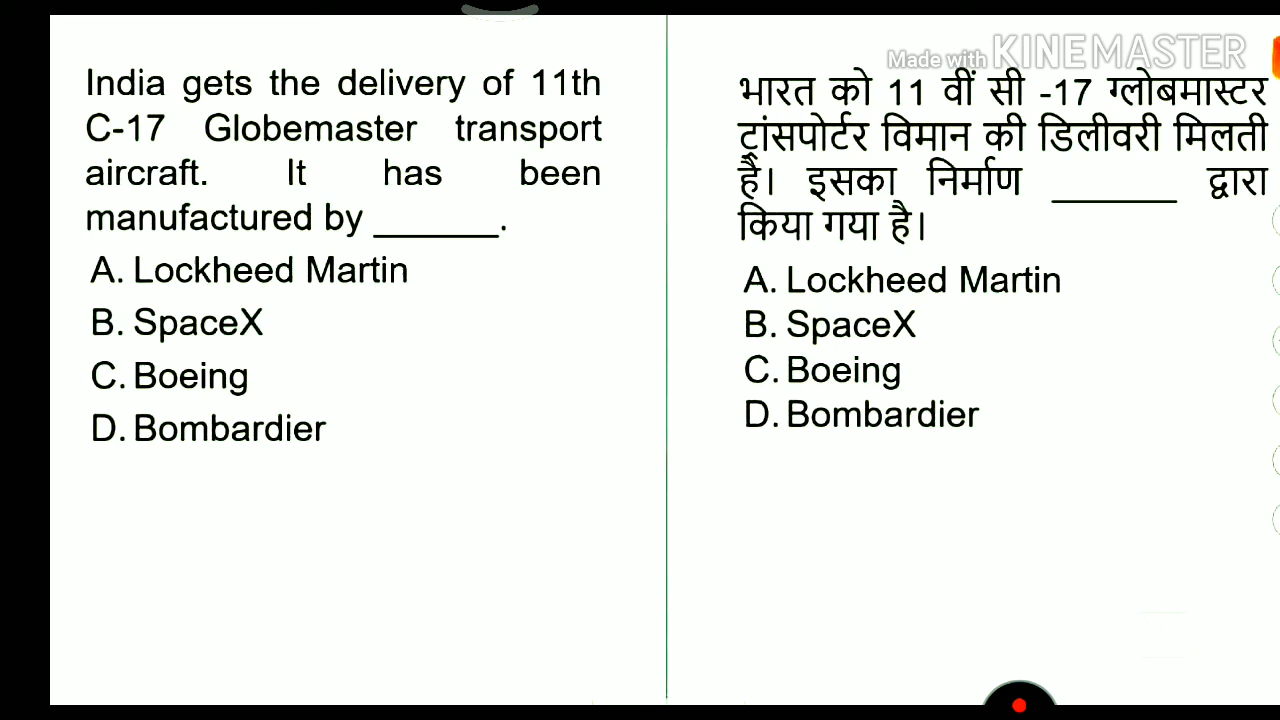 India gets the delivery of 11th
C-17 Globemaster transport
aircraft. It has been
manufactured by _______.
A. Lockheed Martin
B. SpaceX
C. Boeing
D. Bombardier
Made with KINEMASTER
भारत को 11 वीं सी -17 ग्लोबमास्टर
ट्रांसपोर्टर विमान की डिलीवरी मिलती
है। इसका निर्माण _______ द्वारा
किया गया है।
A. Lockheed Martin
B. SpaceX
C. Boeing
D. Bombardier